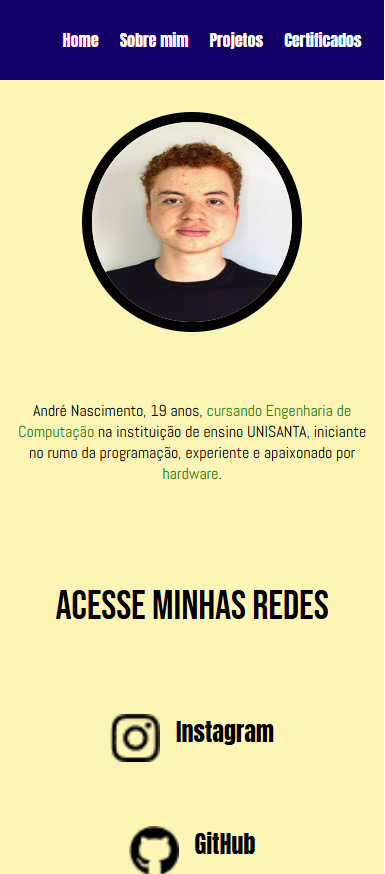 Home Sobre mim Projetos Certificados
André Nascimento, 19 anos, cursando Engenharia de
Computação na instituição de ensino UNISANTA, iniciante
no rumo da programação, experiente e apaixonado por
hardware.
ACESSE MINHAS REDES
Instagram
GitHub